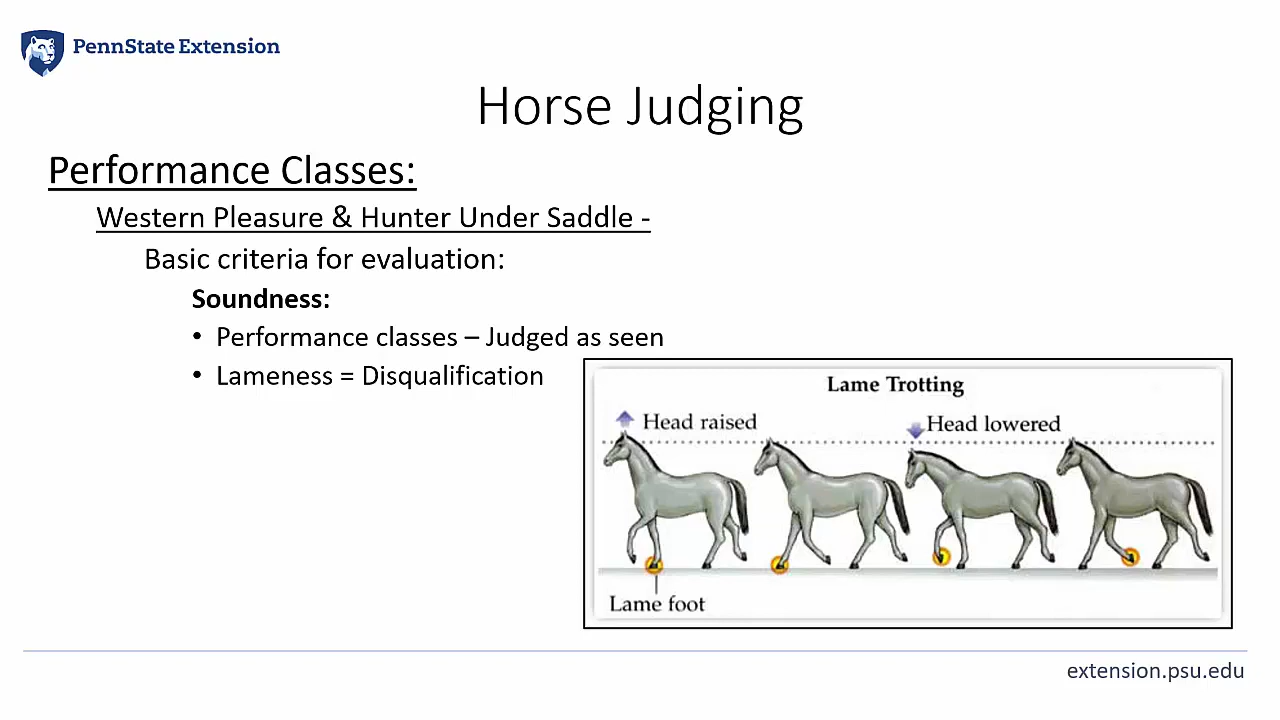 PennState Extension
Horse Judging
Performance Classes:
Western Pleasure & Hunter Under Saddle -
Basic criteria for evaluation:
Soundness:
• Performance classes – Judged as seen
• Lameness = Disqualification
Lame Trotting
Head raised
Head lowered
Lame foot
extension.psu.edu